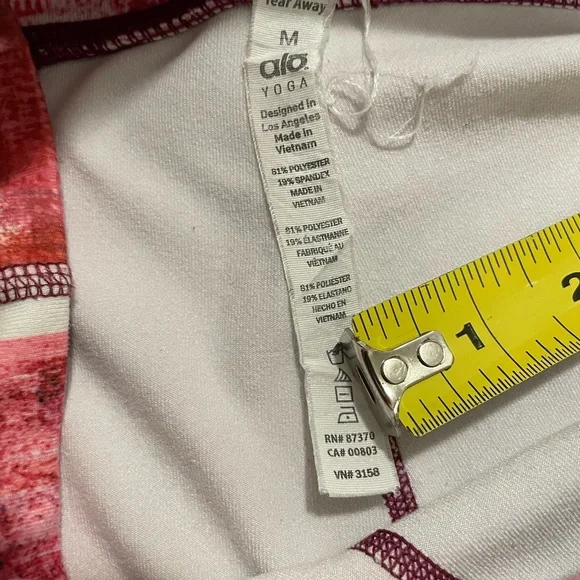 Tear Away
M
alo
YOGA
Designed in
Los Angeles
Made in
Vietnam
81% POLYESTER
19% SPANDEX
MADE IN
VIETNAM
81% POLYESTER
19% ÉLASTHANNE
FABRIQUÉ AU
VIÊTNAM
81% POLIESTER
19% ELASTANO
HECHO EN
VIETNAM
RN# 87370
CA# 00803
VN# 3158
1
2